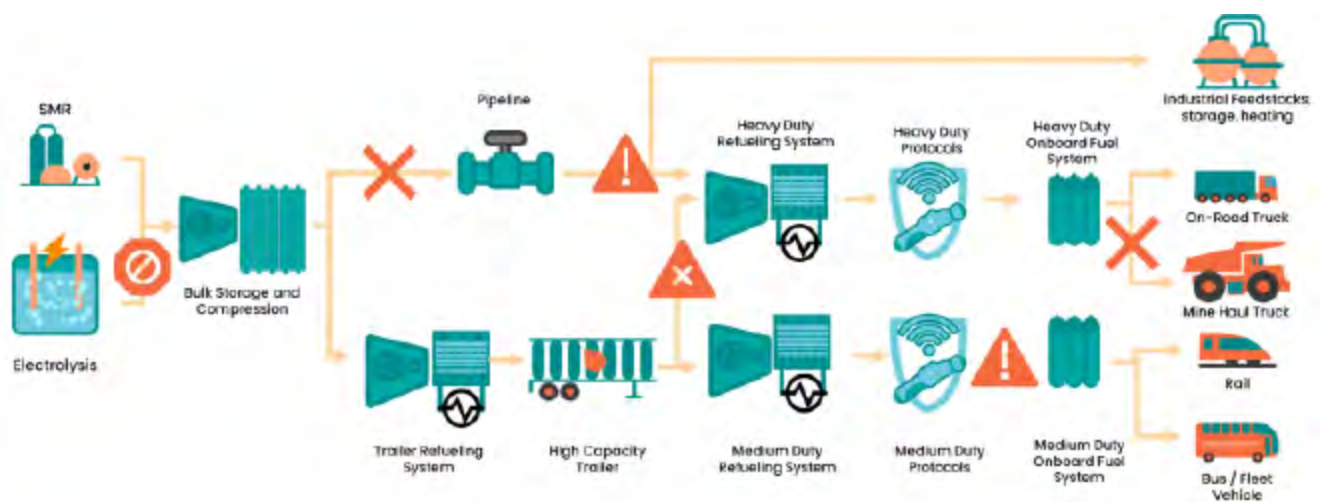 SMR
Electrolysis
Bulk Storage and
Compression
Pipeline
Trailer Refueling
System
High Capacity
Trailer
Heavy Duty
Refueling System
Heavy Duty
Protocols
Heavy Duty
Onboard Fuel
System
Medium Duty
Refueling System
Medium Duty
Protocols
Medium Duty
Onboard Fuel
System
Industrial Feedstocks,
storage, heating
On-Road Truck
Mine Haul Truck
Rail
Bus / Fleet
Vehicle